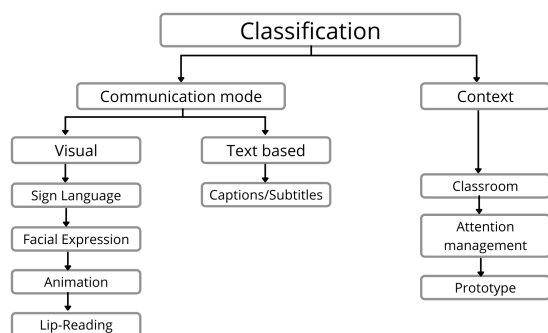 Classification
Communication mode
Context
Visual
Text based
Sign Language
Captions/Subtitles
Classroom
Facial Expression
Attention
management
Animation
Prototype
Lip-Reading